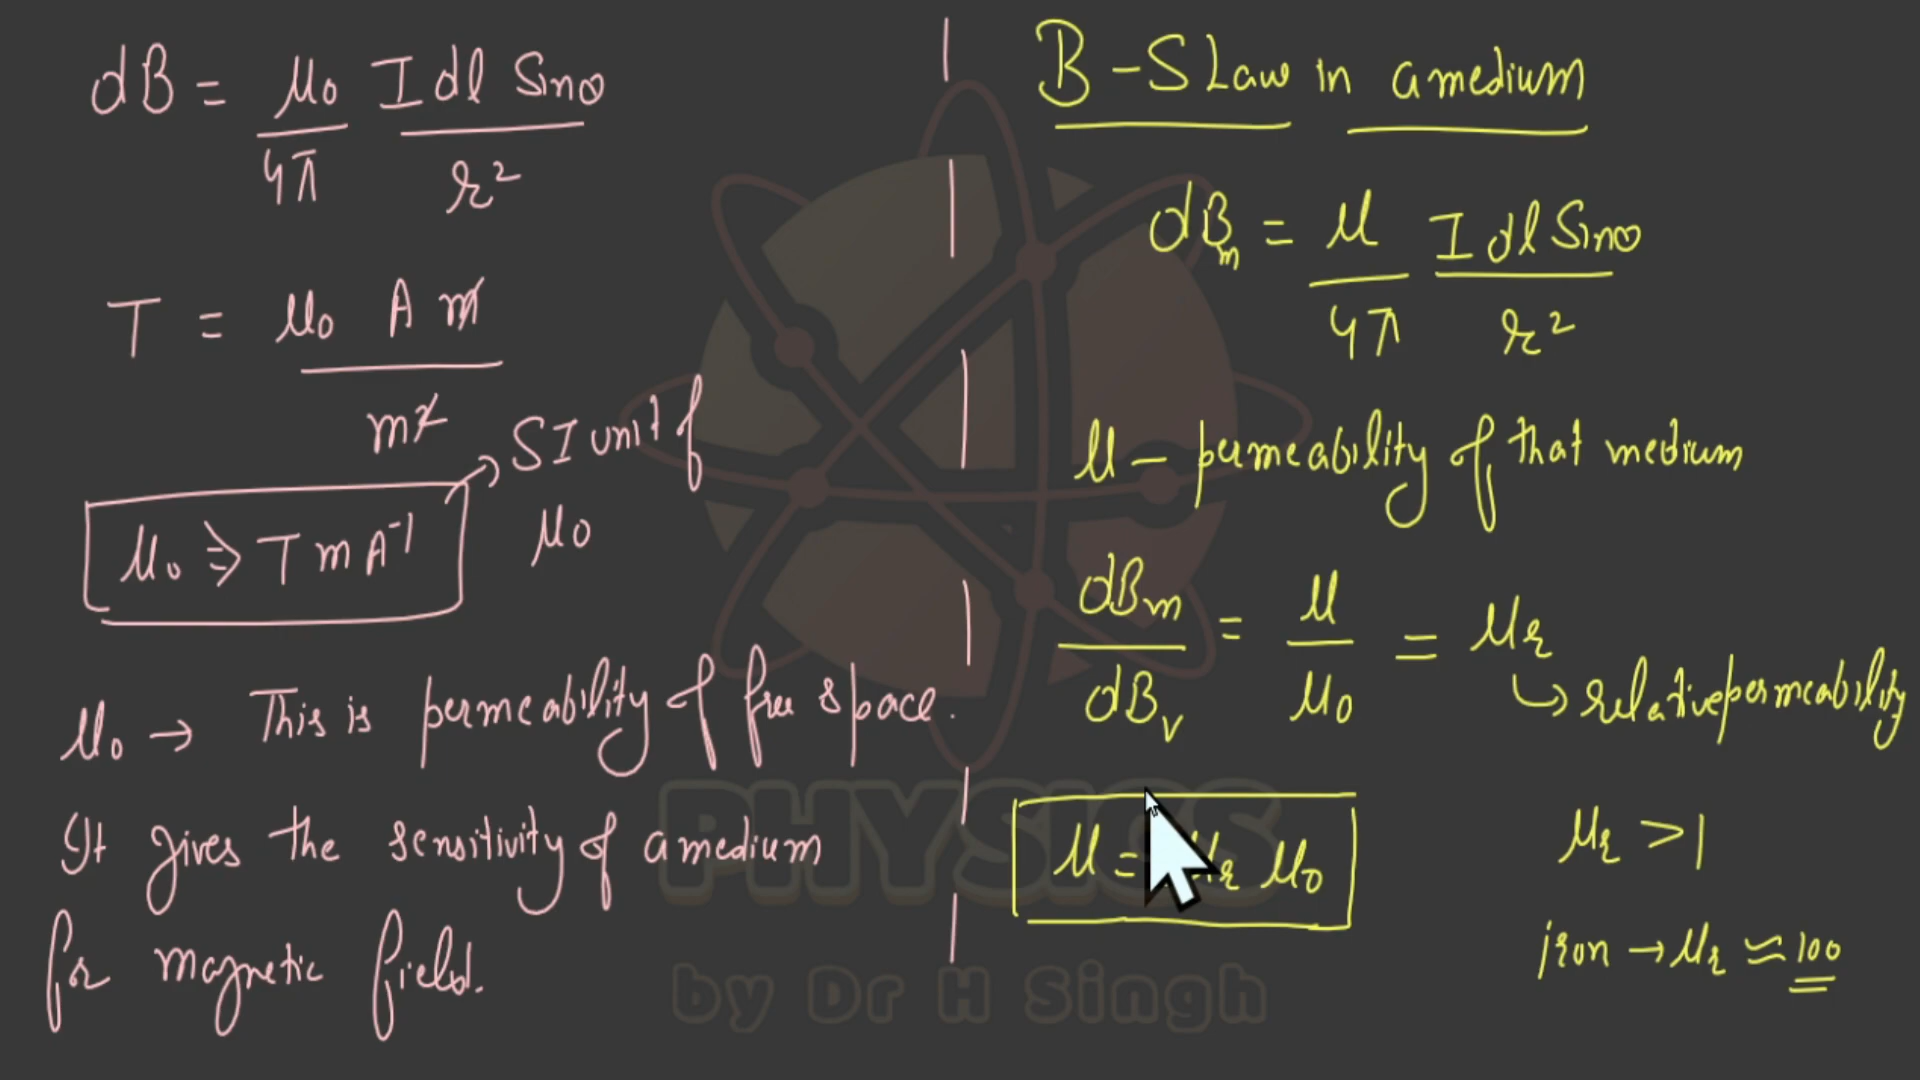 dB = μ₀ I dl Sinθ
4π r²
T = μ₀ A m
m²
SI unit of
μ₀
μ₀ ⇒ T m A⁻¹
μ₀ → This is permeability of free space.
It gives the sensitivity of a medium
for magnetic field.
B-S Law in a medium
dBm = μ I dl Sinθ
4π r²
μ – permeability of that medium
dBm = μ = μr
dBv μ₀
↳ relative permeability
μ = μr μ₀
μr > 1
iron → μr ≃ 100
PHYSICS
by Dr H Singh